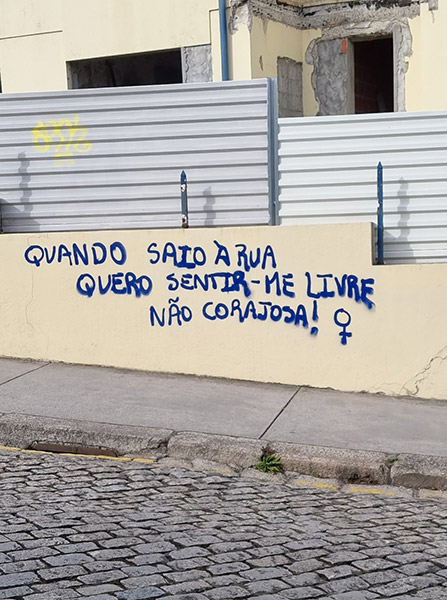 QUANDO SAIO À RUA
QUERO SENTIR-ME LIVRE
NÃO CORAJOSA! ♀